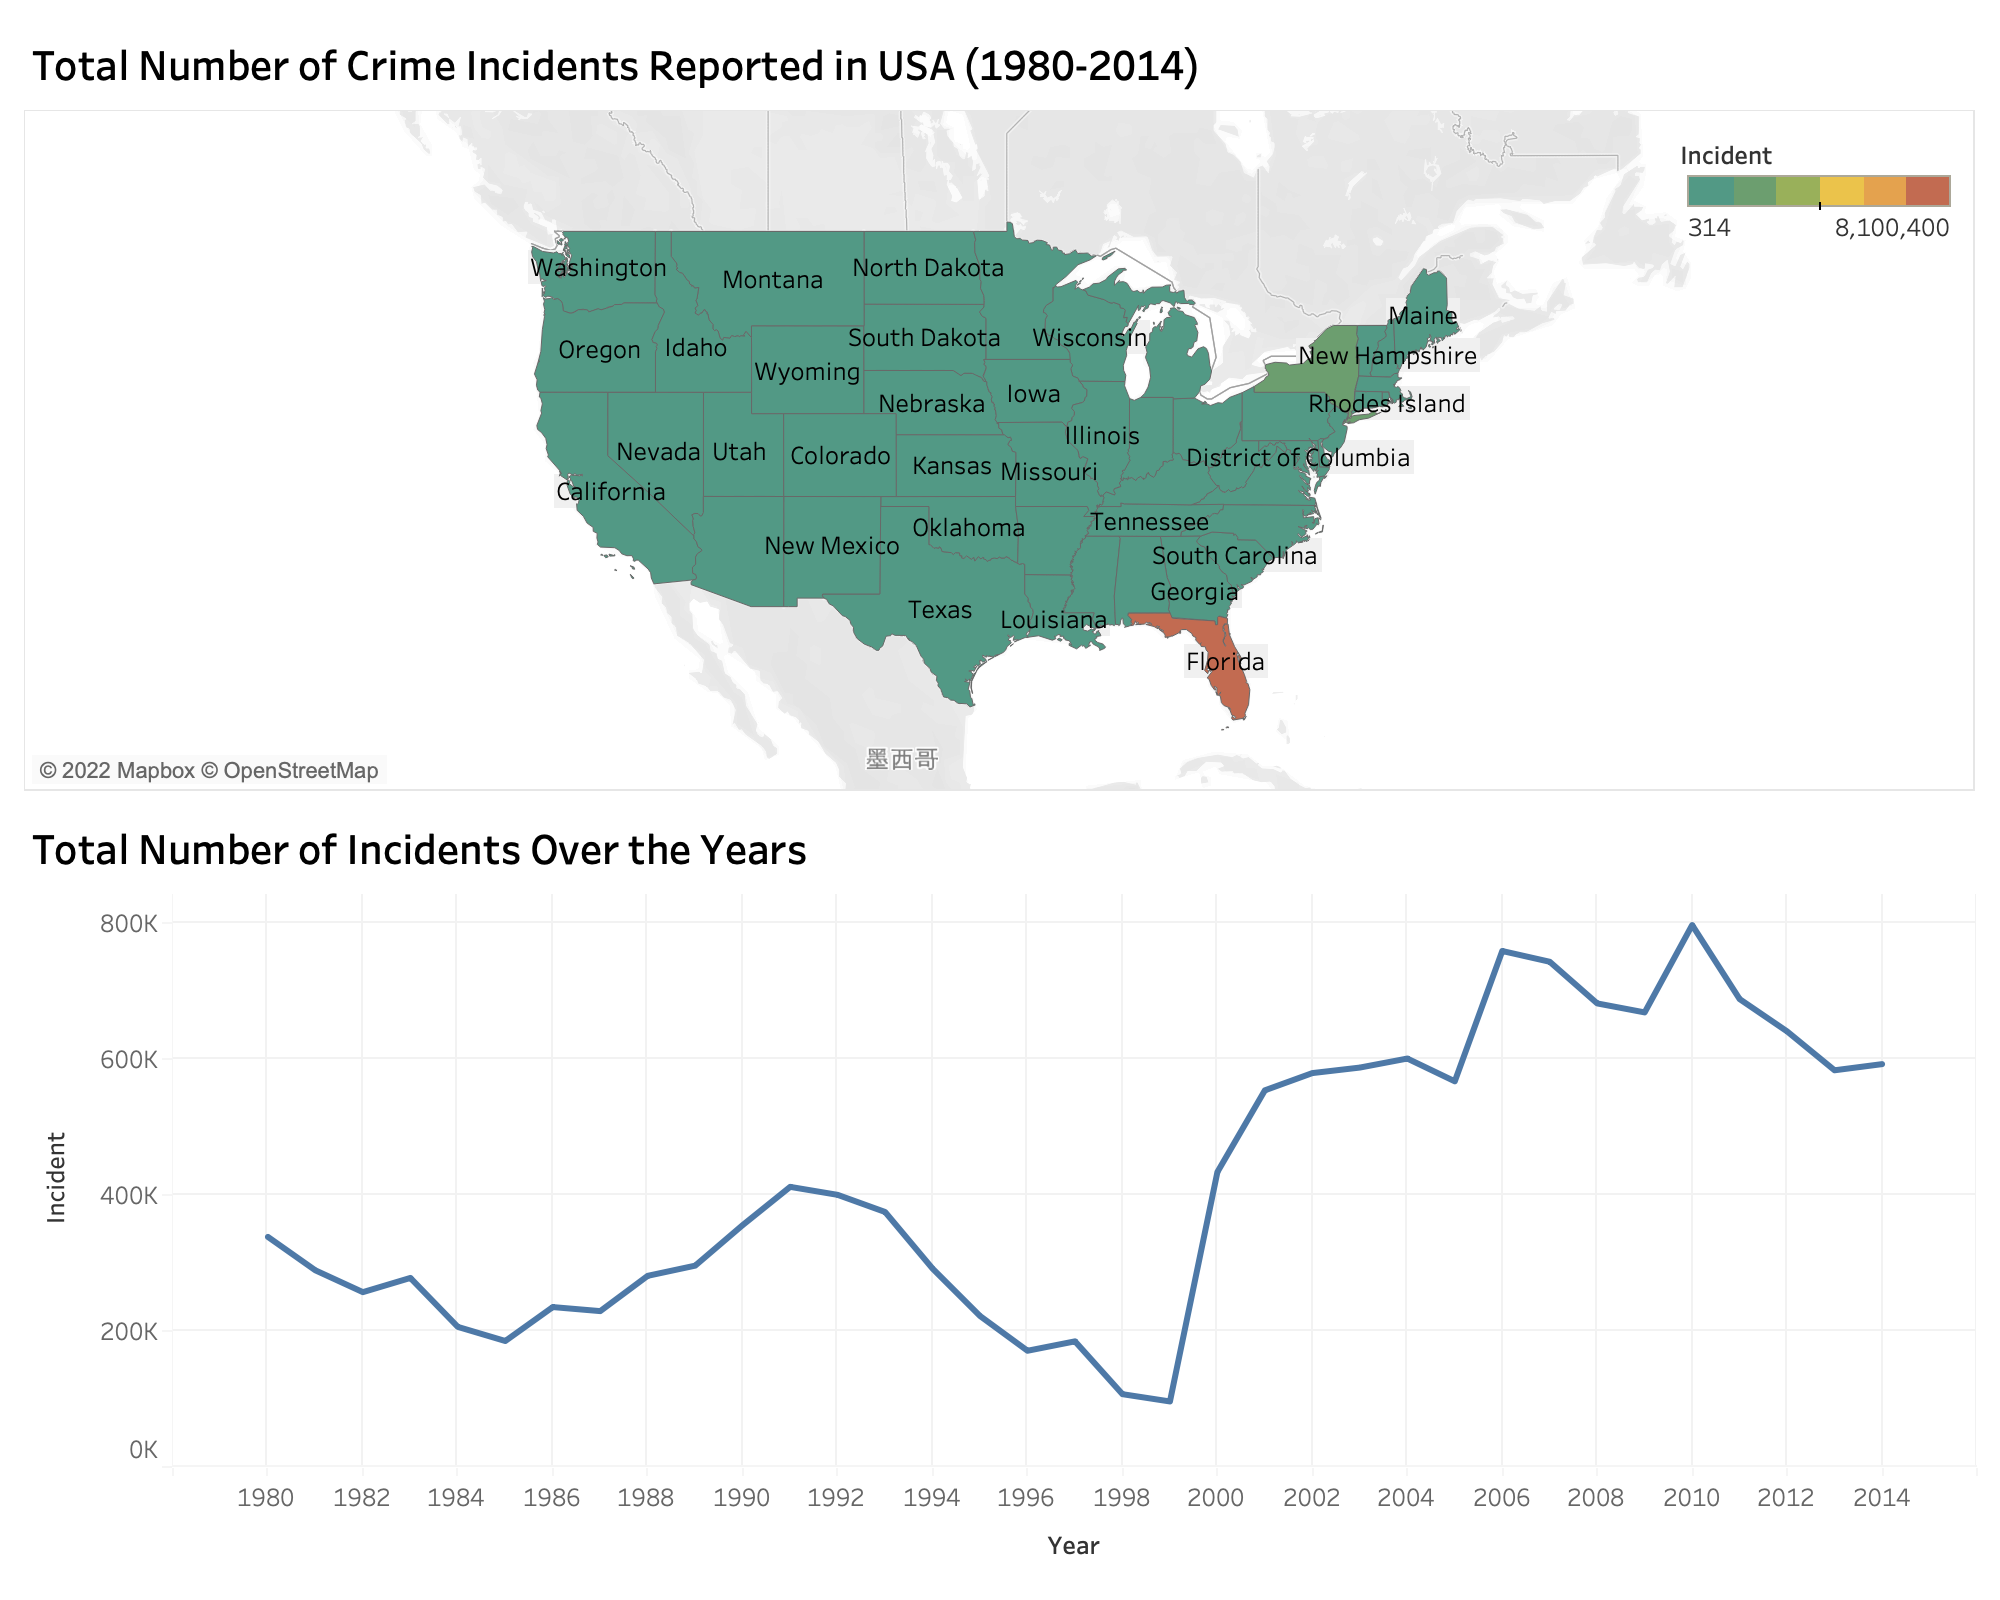 Total Number of Crime Incidents Reported in USA (1980-2014)
Incident
314 8,100,400
Washington
Montana
North Dakota
Maine
Oregon
Idaho
South Dakota
Wisconsin
New Hampshire
Wyoming
Nebraska
Iowa
Rhodes Island
Illinois
Nevada
Utah
Colorado
Kansas
Missouri
District of Columbia
California
Oklahoma
Tennessee
New Mexico
South Carolina
Georgia
Texas
Louisiana
Florida
墨西哥
© 2022 Mapbox © OpenStreetMap
Total Number of Incidents Over the Years
800K
600K
400K
200K
0K
Incident
1980 1982 1984 1986 1988 1990 1992 1994 1996 1998 2000 2002 2004 2006 2008 2010 2012 2014
Year